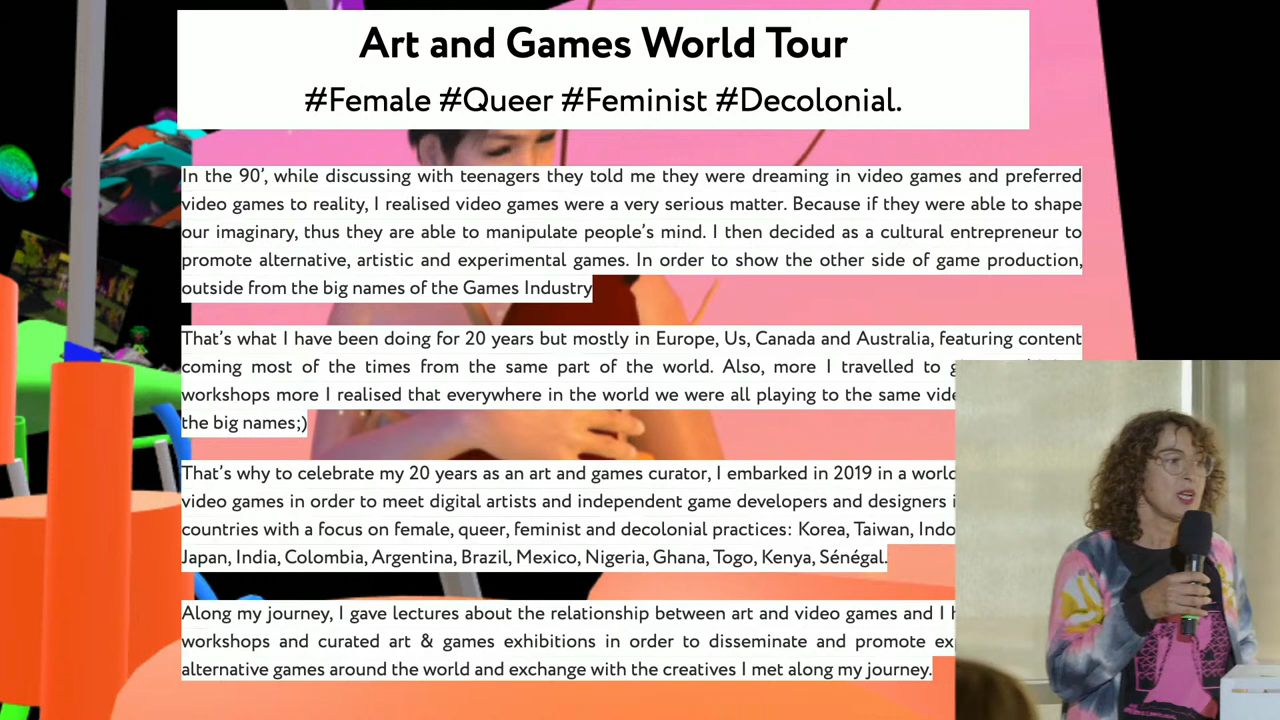 Art and Games World Tour
#Female #Queer #Feminist #Decolonial.
In the 90’, while discussing with teenagers they told me they were dreaming in video games and preferred
video games to reality, I realised video games were a very serious matter. Because if they were able to shape
our imaginary, thus they are able to manipulate people’s mind. I then decided as a cultural entrepreneur to
promote alternative, artistic and experimental games. In order to show the other side of game production,
outside from the big names of the Games Industry
That’s what I have been doing for 20 years but mostly in Europe, Us, Canada and Australia, featuring content
coming most of the times from the same part of the world. Also, more I travelled to
workshops more I realised that everywhere in the world we were all playing to the same
the big names;)
That’s why to celebrate my 20 years as an art and games curator, I embarked in 2019 in a
video games in order to meet digital artists and independent game developers and designers
countries with a focus on female, queer, feminist and decolonial practices: Korea, Taiwan,
Japan, India, Colombia, Argentina, Brazil, Mexico, Nigeria, Ghana, Togo, Kenya, Sénégal.
Along my journey, I gave lectures about the relationship between art and video games and I
workshops and curated art & games exhibitions in order to disseminate and promote
alternative games around the world and exchange with the creatives I met along my journey.